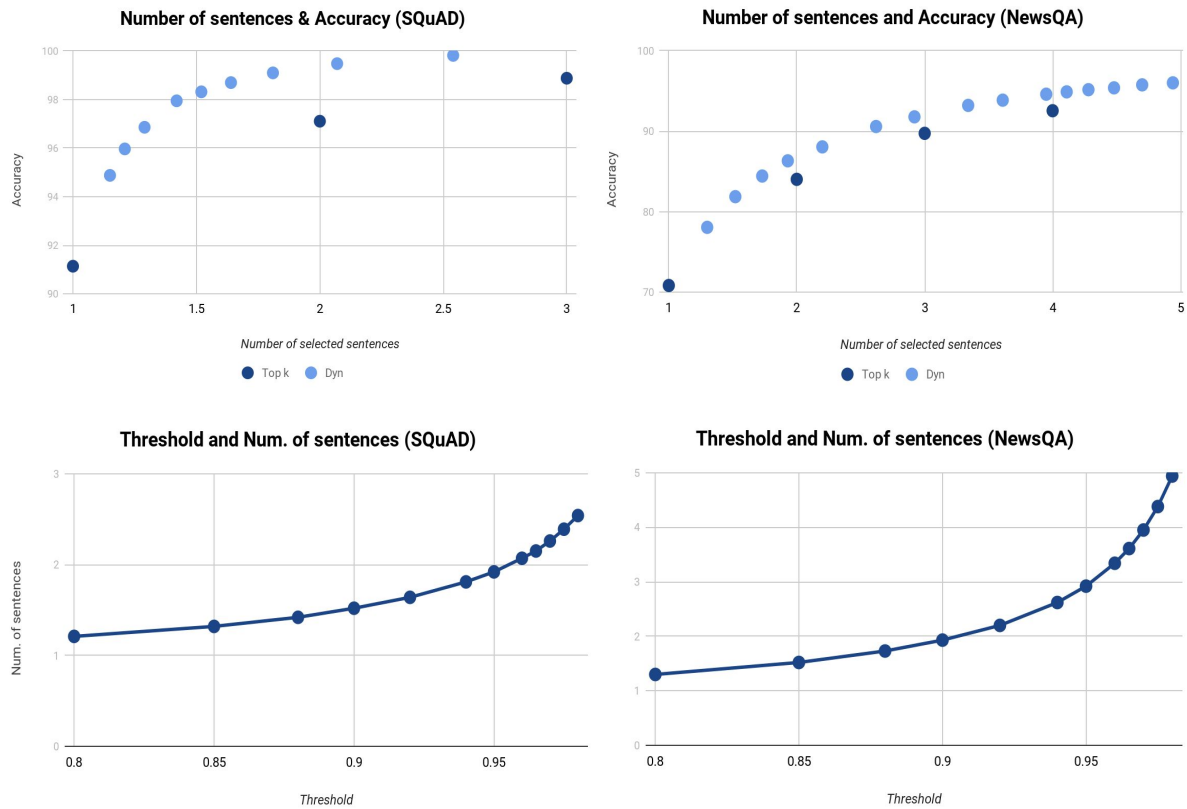 Number of sentences & Accuracy (SQuAD)
100
98
96
94
92
90
Accuracy
1
1.5
2
2.5
3
Number of selected sentences
Top k
Dyn
Number of sentences and Accuracy (NewsQA)
100
90
80
70
Accuracy
1
2
3
4
5
Number of selected sentences
Top k
Dyn
Threshold and Num. of sentences (SQuAD)
3
2
1
0
Num. of sentences
0.8
0.85
0.9
0.95
Threshold
Threshold and Num. of sentences (NewsQA)
5
4
3
2
1
0
0.8
0.85
0.9
0.95
Threshold